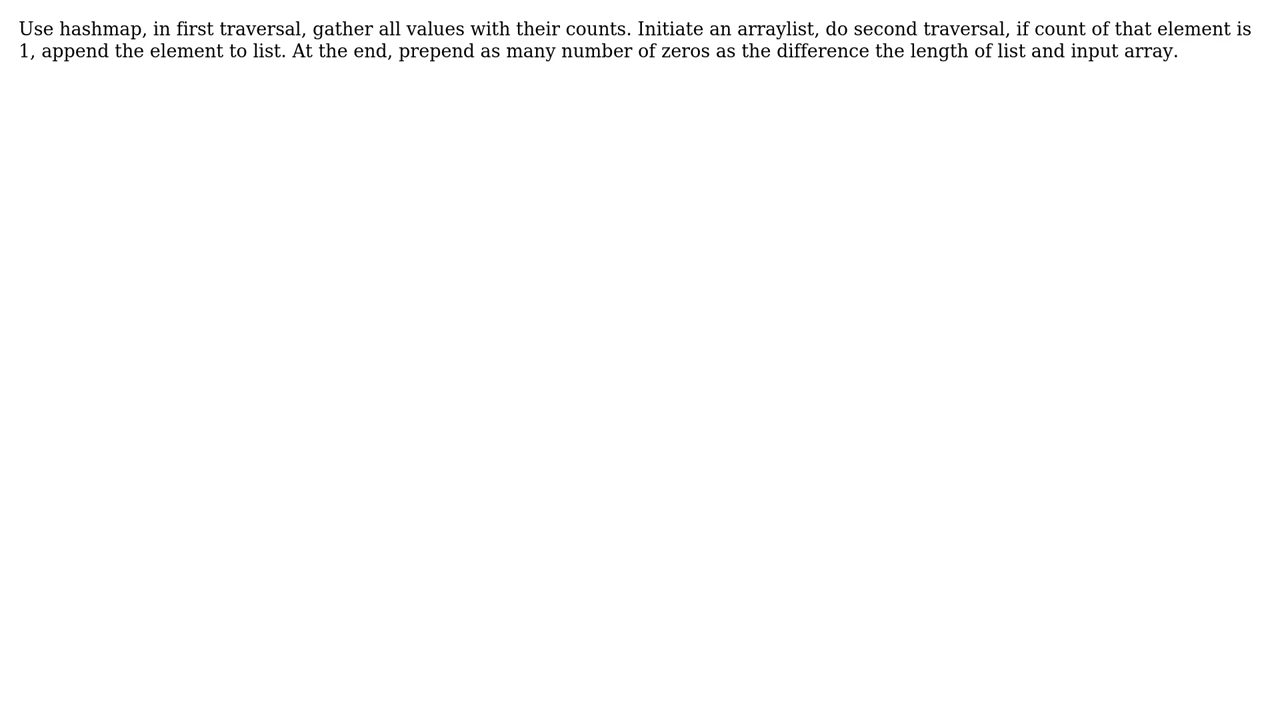 Use hashmap, in first traversal, gather all values with their counts. Initiate an arraylist, do second traversal, if count of that element is
1, append the element to list. At the end, prepend as many number of zeros as the difference the length of list and input array.